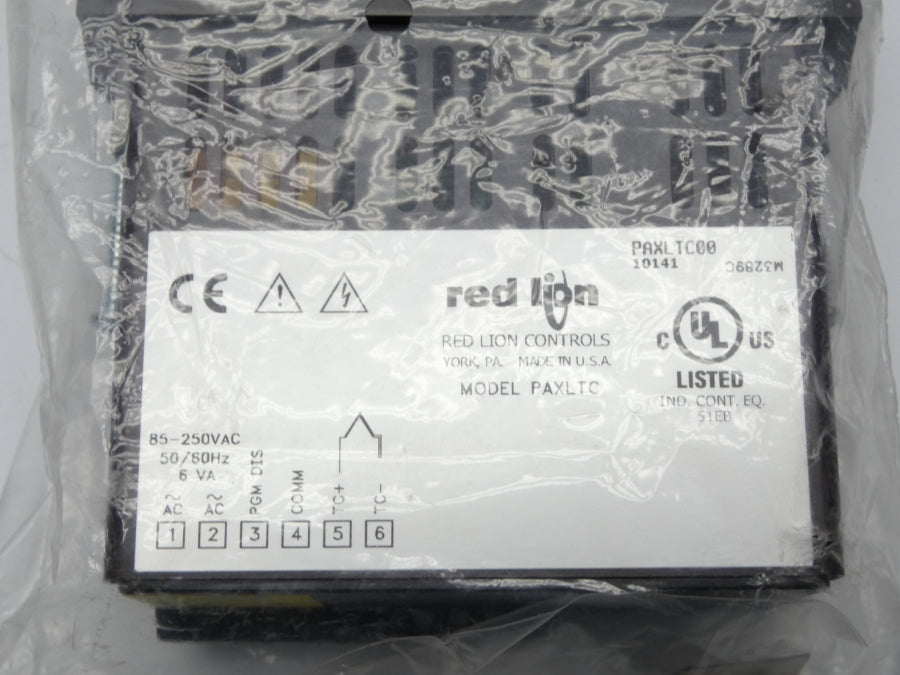 PAXLTC00
10141
M3289C
CE
red lion
RED LION CONTROLS
YORK, PA. MADE IN U.S.A.
MODEL PAXLTC
C UL US
LISTED
IND. CONT. EQ.
51EB
85-250VAC
50/60Hz
6 VA
~ AC
~ AC
PGM DIS
COMM
TC+
TC-
1 2 3 4 5 6